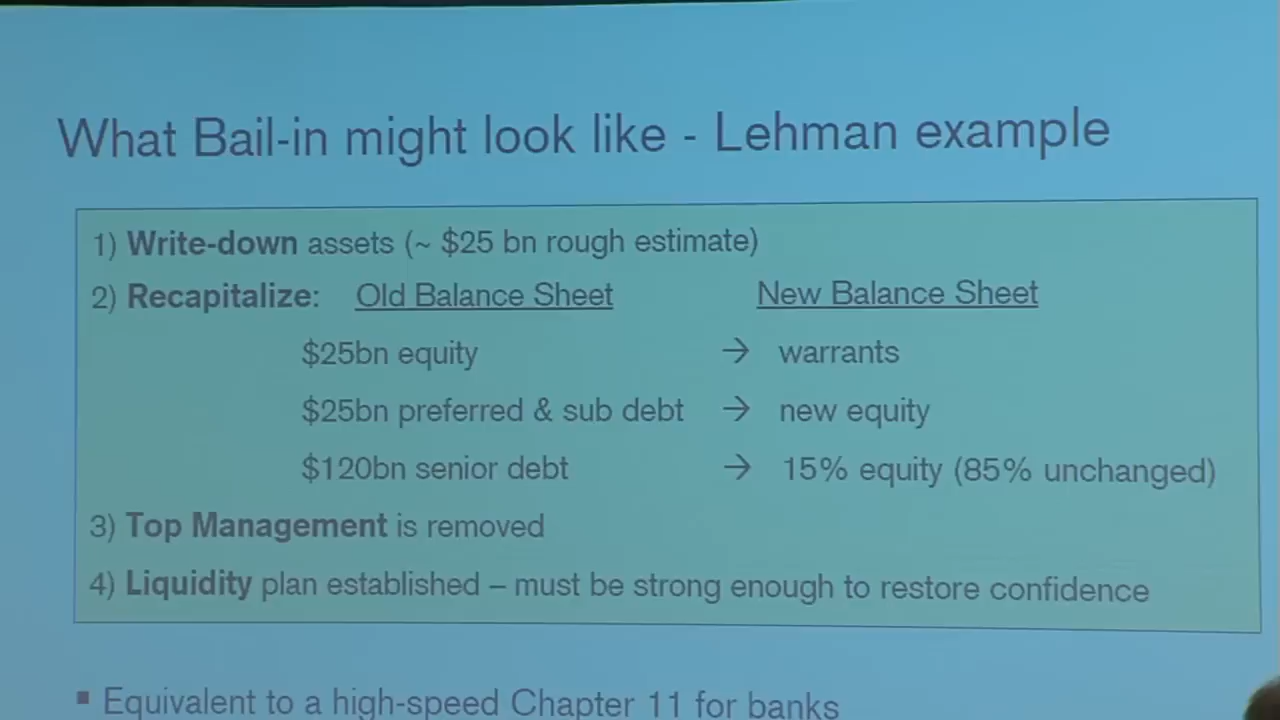 What Bail-in might look like - Lehman example
1) Write-down assets (~ $25 bn rough estimate)
2) Recapitalize: Old Balance Sheet New Balance Sheet
$25bn equity → warrants
$25bn preferred & sub debt → new equity
$120bn senior debt → 15% equity (85% unchanged)
3) Top Management is removed
4) Liquidity plan established – must be strong enough to restore confidence
▪ Equivalent to a high-speed Chapter 11 for banks